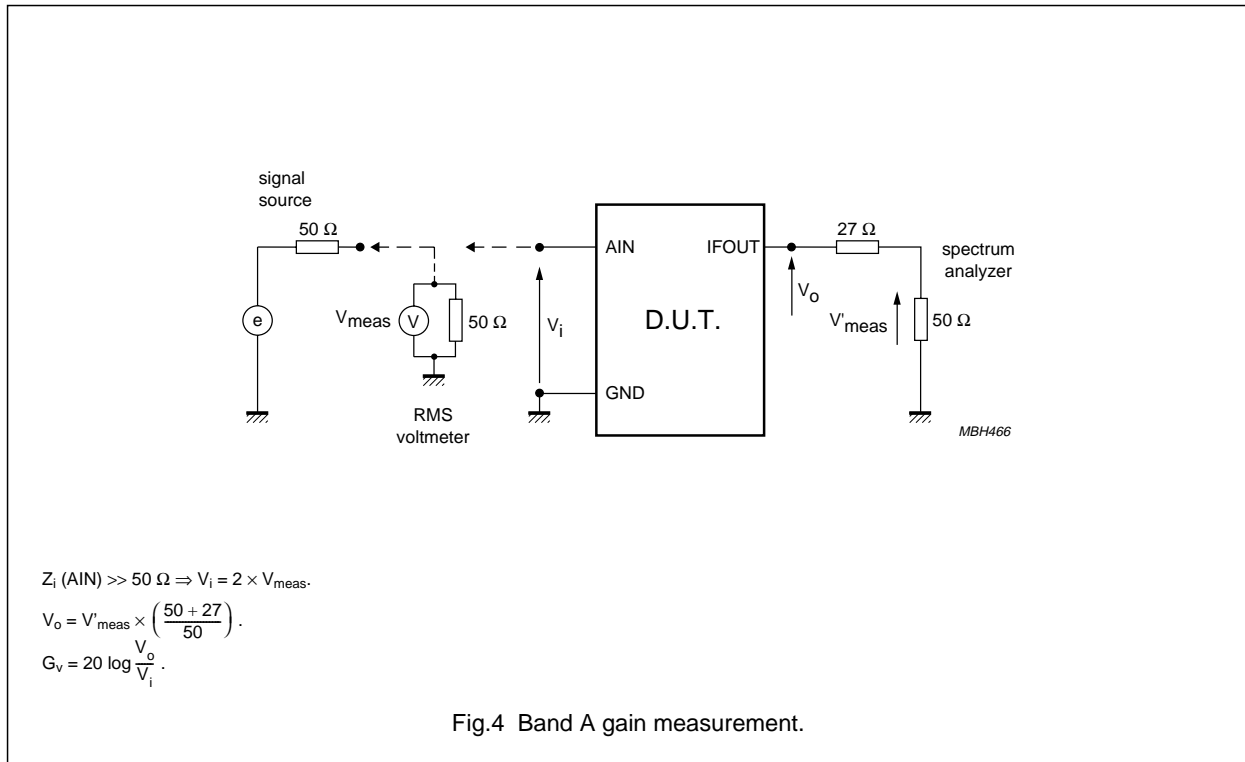 signal
source
50 Ω
e
V_meas
V
50 Ω
RMS
voltmeter
V_i
AIN
IFOUT
D.U.T.
GND
V_o
27 Ω
spectrum
analyzer
V'_meas
50 Ω
MBH466
Z_i (AIN) >> 50 Ω ⇒ V_i = 2 × V_meas.
V_o = V'_meas × ( (50 + 27) / 50 ) .
G_v = 20 log V_o / V_i .
Fig.4 Band A gain measurement.